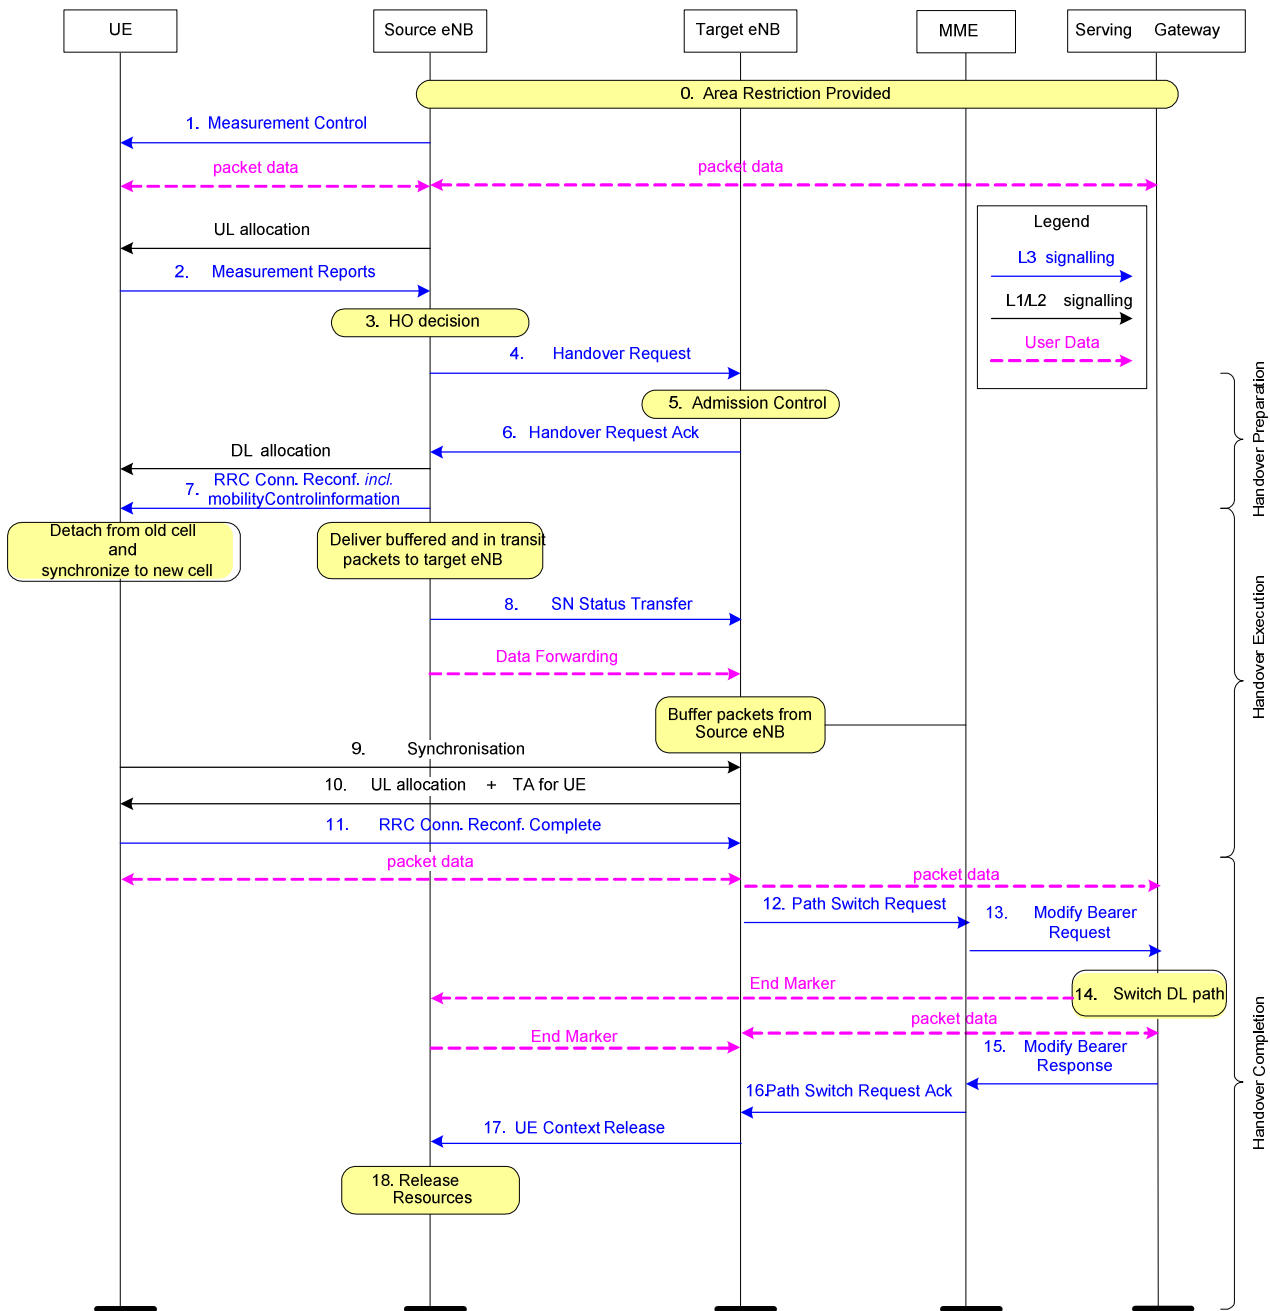 UE
Source eNB
Target eNB
MME
Serving Gateway
0. Area Restriction Provided
1. Measurement Control
packet data
packet data
Legend
L3 signalling
L1/L2 signalling
User Data
UL allocation
2. Measurement Reports
3. HO decision
4. Handover Request
5. Admission Control
6. Handover Request Ack
DL allocation
7. RRC Conn. Reconf. incl.
mobilityControlinformation
Handover Preparation
Detach from old cell
and
synchronize to new cell
Deliver buffered and in transit
packets to target eNB
8. SN Status Transfer
Data Forwarding
Buffer packets from
Source eNB
9. Synchronisation
10. UL allocation + TA for UE
11. RRC Conn. Reconf. Complete
Handover Execution
packet data
packet data
12. Path Switch Request
13. Modify Bearer
Request
End Marker
14. Switch DL path
packet data
End Marker
15. Modify Bearer
Response
16.Path Switch Request Ack
17. UE Context Release
18. Release
Resources
Handover Completion